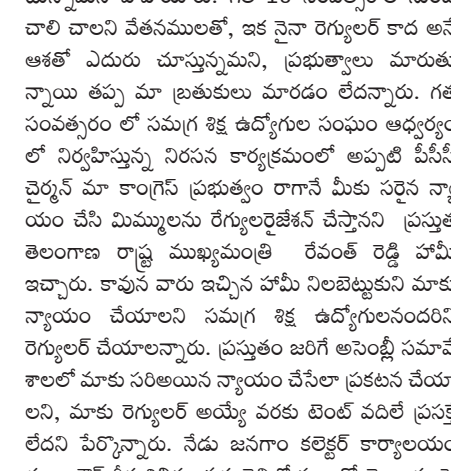 చాలి చాలని వేతనములతో, ఇక నైనా రెగ్యులర్ కాద అనే
ఆశతో ఎదురు చూస్తున్నమని, ప్రభుత్వాలు మారుతు
న్నాయి తప్ప మా బ్రతుకులు మారడం లేదన్నారు. గత
సంవత్సరం లో సమగ్ర శిక్ష ఉద్యోగుల సంఘం ఆధ్వర్యం
లో నిర్వహిస్తున్న నిరసన కార్యక్రమంలో అప్పటి పీసీసీ
చైర్మన్ మా కాంగ్రెస్ ప్రభుత్వం రాగానే మీకు సరైన న్యా
యం చేసి మిమ్ములను రేగ్యులరైజేశన్ చేస్తానని ప్రస్తుత
తెలంగాణ రాష్ట్ర ముఖ్యమంత్రి రేవంత్ రెడ్డి హామీ
ఇచ్చారు. కావున వారు ఇచ్చిన హామీ నిలబెట్టుకుని మాకు
న్యాయం చేయాలని సమగ్ర శిక్ష ఉద్యోగులనందరిని
రెగ్యులర్ చేయాలన్నారు. ప్రస్తుతం జరిగే అసెంబ్లీ సమావే
శాలలో మాకు సరిఅయిన న్యాయం చేసేలా ప్రకటన చేయా
లని, మాకు రెగ్యులర్ అయ్యే వరకు టెంట్ వదిలే ప్రసక్తే
లేదని పేర్కొన్నారు. నేడు జనగాం కలెక్టర్ కార్యాలయం